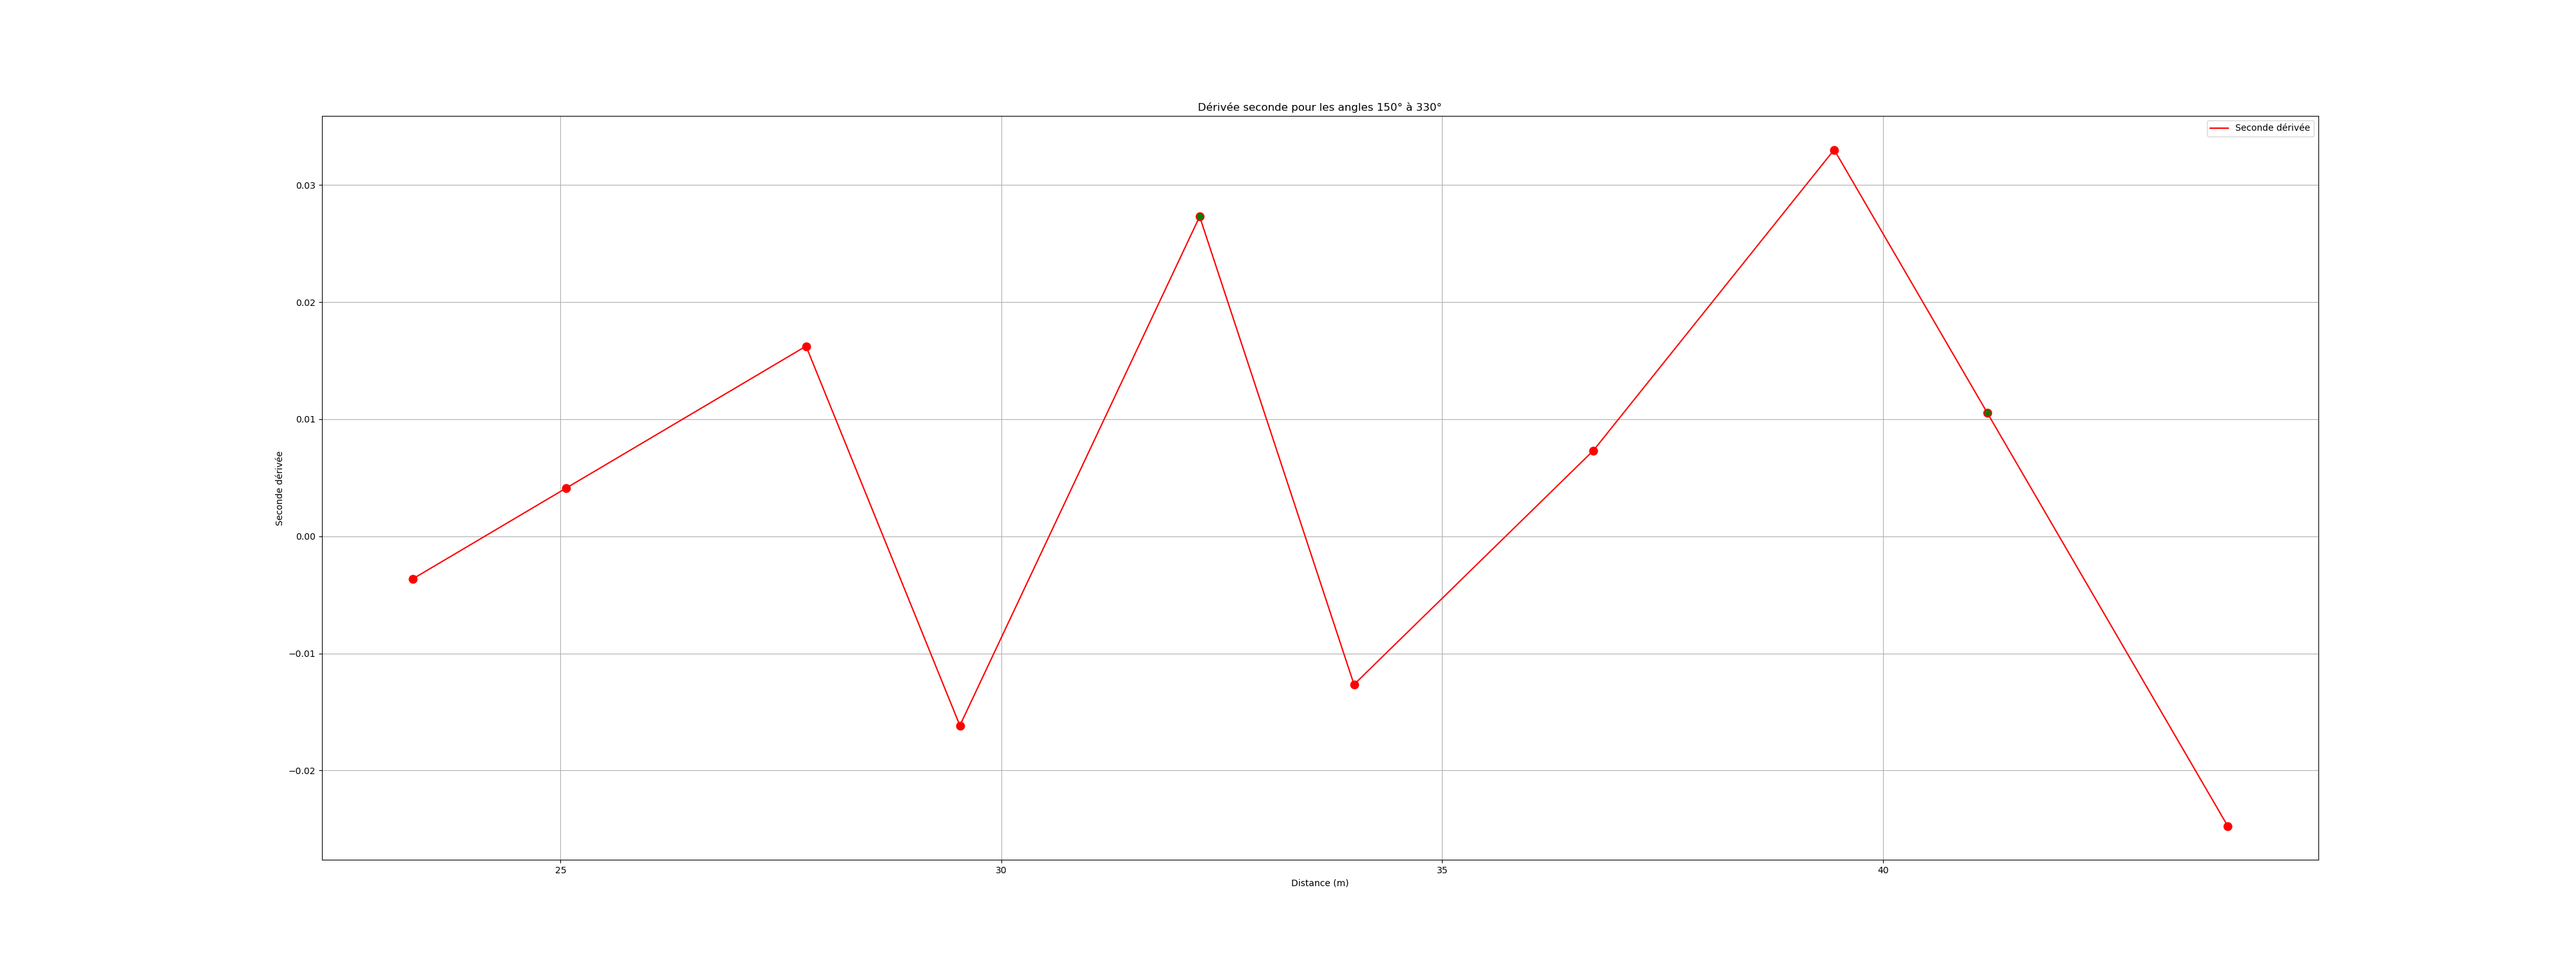 Dérivée seconde pour les angles 150° à 330°
Seconde dérivée
0.03
0.02
0.01
0.00
−0.01
−0.02
Seconde dérivée
25
30
35
40
Distance (m)